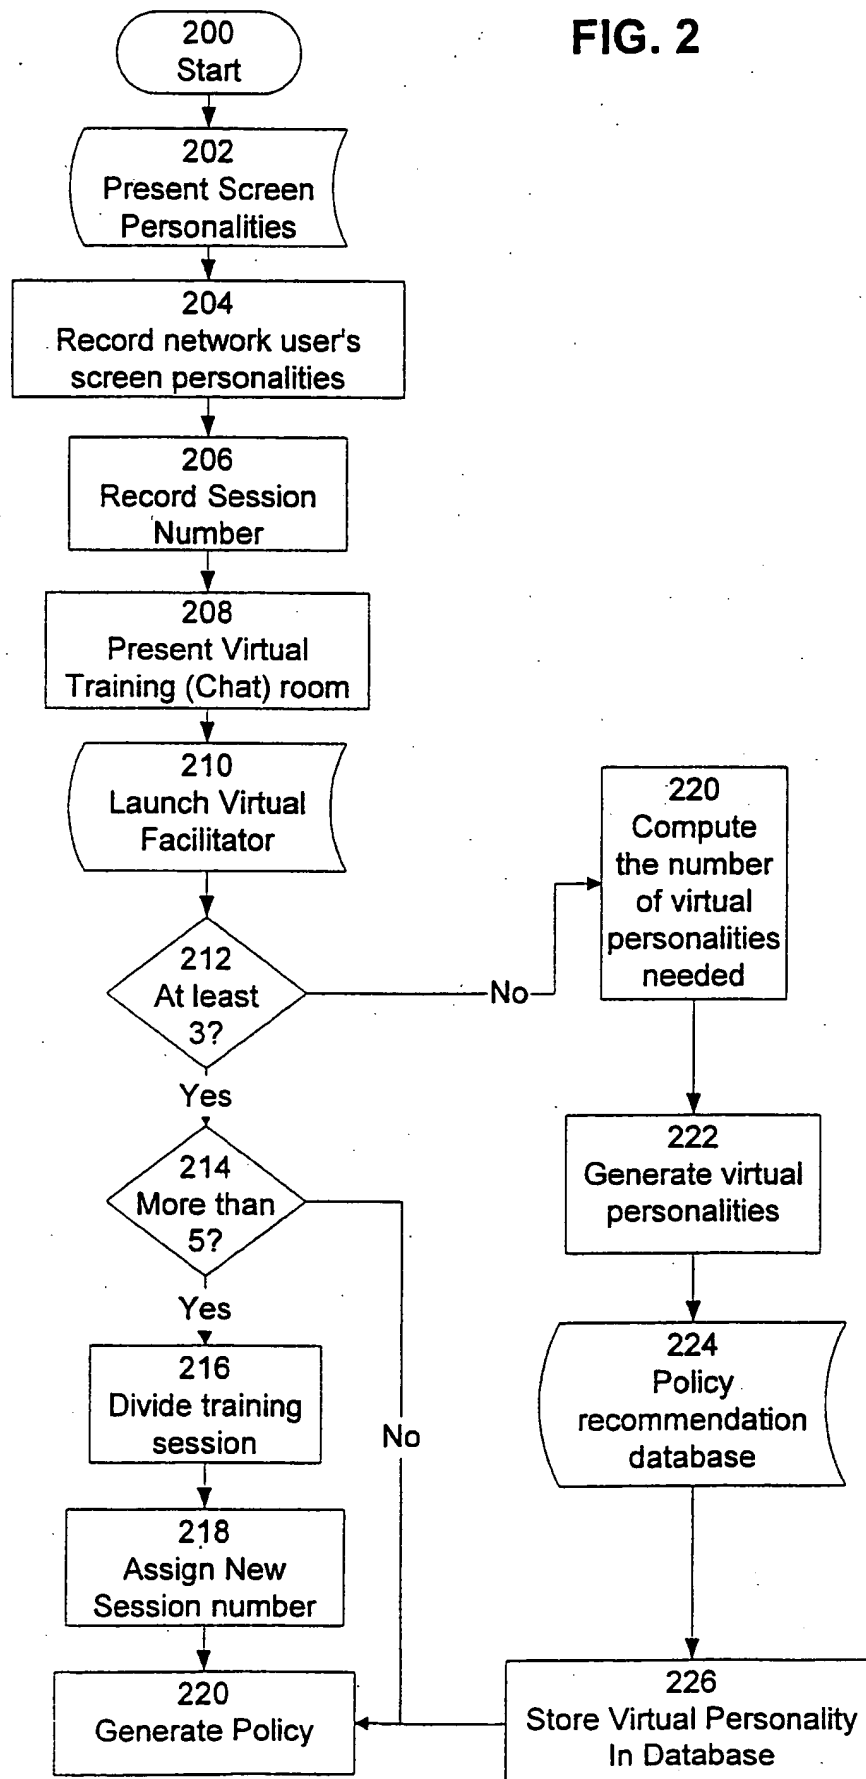 FIG. 2
200
Start
202
Present Screen
Personalities
204
Record network user's
screen personalities
206
Record Session
Number
208
Present Virtual
Training (Chat) room
210
Launch Virtual
Facilitator
212
At least
3?
No
Yes
214
More than
5?
Yes
No
216
Divide training
session
218
Assign New
Session number
220
Generate Policy
220
Compute
the number
of virtual
personalities
needed
222
Generate virtual
personalities
224
Policy
recommendation
database
226
Store Virtual Personality
In Database